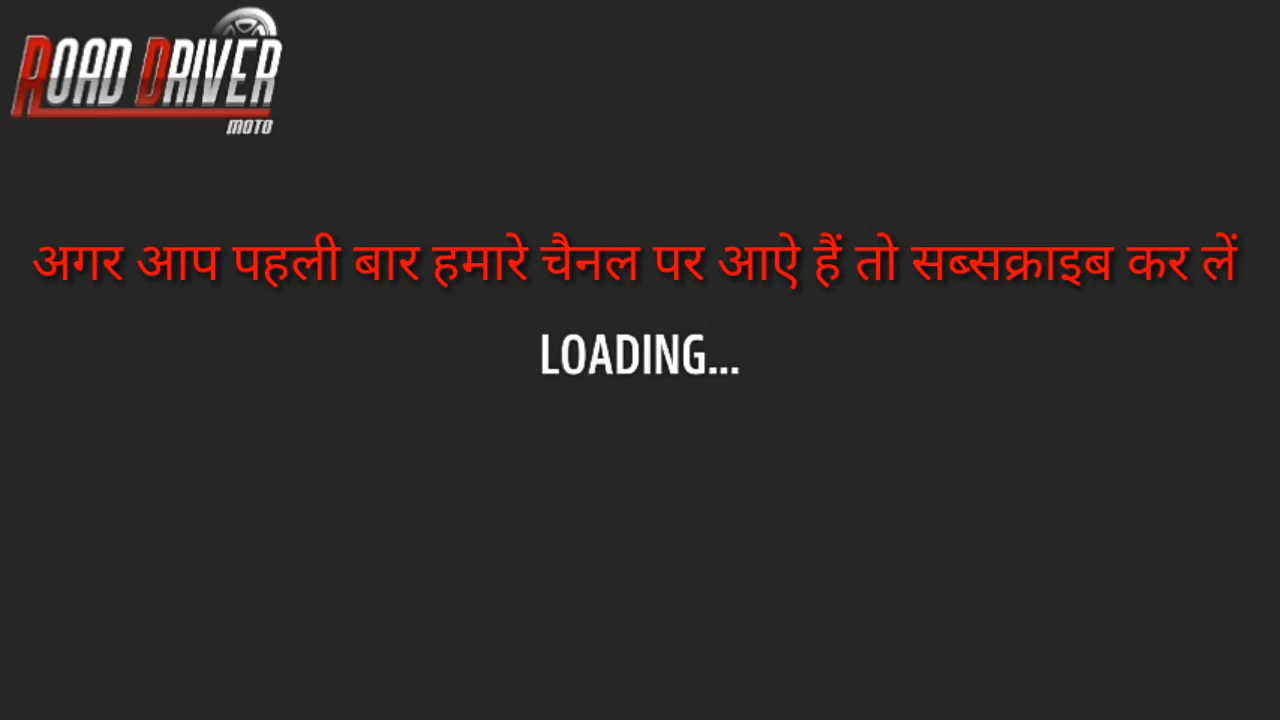 ROAD DRIVER
MOTO
अगर आप पहली बार हमारे चैनल पर आऐ हैं तो सब्सक्राइब कर लें
LOADING...